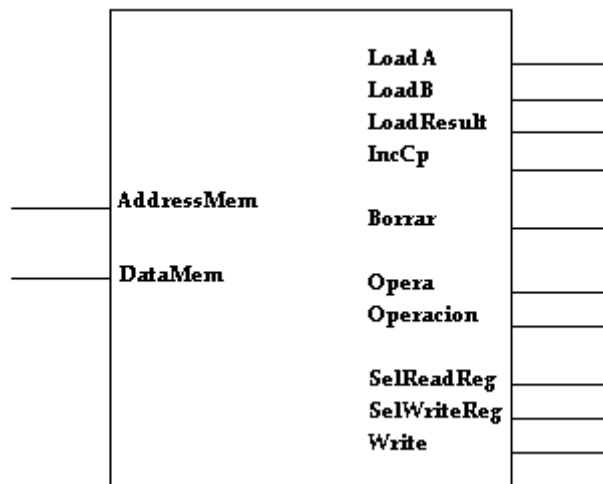 LoadA
LoadB
LoadResult
IncCp
AddressMem
Borrar
DataMem
Opera
Operacion
SelReadReg
SelWriteReg
Write